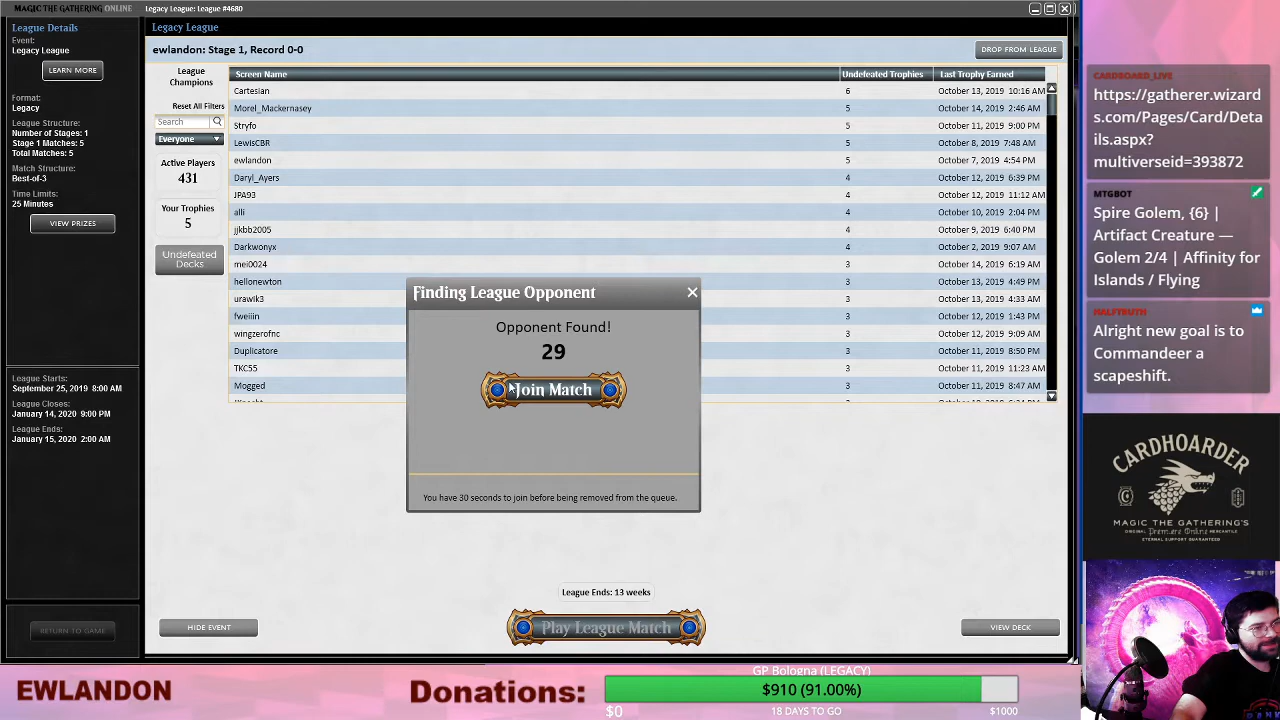 MAGIC THE GATHERING ONLINE
Legacy League: League #4680
League Details
Event:
Legacy League
LEARN MORE
Format:
Legacy
League Structure:
Number of Stages: 1
Stage 1 Matches: 5
Total Matches: 5
Match Structure:
Best-of-3
Time Limits:
25 Minutes
VIEW PRIZES
League Starts:
September 25, 2019 8:00 AM
League Closes:
January 14, 2020 9:00 PM
League Ends:
January 15, 2020 2:00 AM
RETURN TO GAME
Legacy League
ewlandon: Stage 1, Record 0-0
DROP FROM LEAGUE
League
Champions
Reset All Filters
Search
Everyone
Active Players
431
Your Trophies
5
Undefeated
Decks
Screen Name Undefeated Trophies Last Trophy Earned
Cartesian 6 October 13, 2019 10:16 AM
Morel_Mackernasey 5 October 14, 2019 2:46 AM
Stryfo 5 October 11, 2019 9:00 PM
LewisCBR 5 October 8, 2019 7:48 AM
ewlandon 5 October 7, 2019 4:54 PM
Daryl_Ayers 4 October 12, 2019 6:39 PM
JPA93 4 October 12, 2019 11:12 AM
alli 4 October 10, 2019 2:04 PM
jjkbb2005 4 October 9, 2019 6:40 PM
Darkwonyx 4 October 2, 2019 9:07 AM
mei0024 3 October 14, 2019 6:19 AM
hellonewton 3 October 13, 2019 4:49 PM
urawik3 3 October 13, 2019 4:33 AM
fweiiin 3 October 12, 2019 1:43 PM
wingzerofnc 3 October 12, 2019 9:09 AM
Duplicatore 3 October 11, 2019 8:50 PM
TKC55 3 October 11, 2019 11:23 AM
Mogged 3 October 11, 2019 8:47 AM
Finding League Opponent
Opponent Found!
29
Join Match
You have 30 seconds to join before being removed from the queue.
League Ends: 13 weeks
HIDE EVENT
Play League Match
VIEW DECK
CARDBOARD_LIVE
https://gatherer.wizard
s.com/Pages/Card/Deta
ils.aspx?
multiverseid=393872
MTGBOT
Spire Golem, {6} |
Artifact Creature —
Golem 2/4 | Affinity for
Islands / Flying
HALFTRUTH
Alright new goal is to
Commandeer a
scapeshift.
CARDHOARDER
MAGIC THE GATHERING'S
ORIGINAL Premiere Online MERCANTILE
ETERNAL SUPPORT GUARANTEED
EWLANDON
Donations:
GP Bologna (LEGACY)
$910 (91.00%)
$0
18 DAYS TO GO
$1000